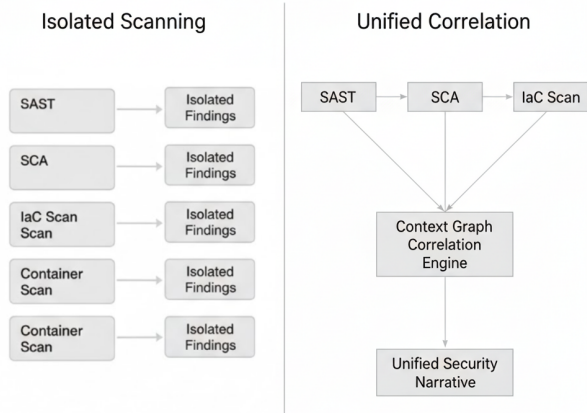 Isolated Scanning
SAST
Isolated
Findings
SCA
Isolated
Findings
IaC Scan
Scan
Isolated
Findings
Container
Scan
Isolated
Findings
Container
Scan
Isolated
Findings
Unified Correlation
SAST
SCA
IaC Scan
Context Graph
Correlation
Engine
Unified Security
Narrative